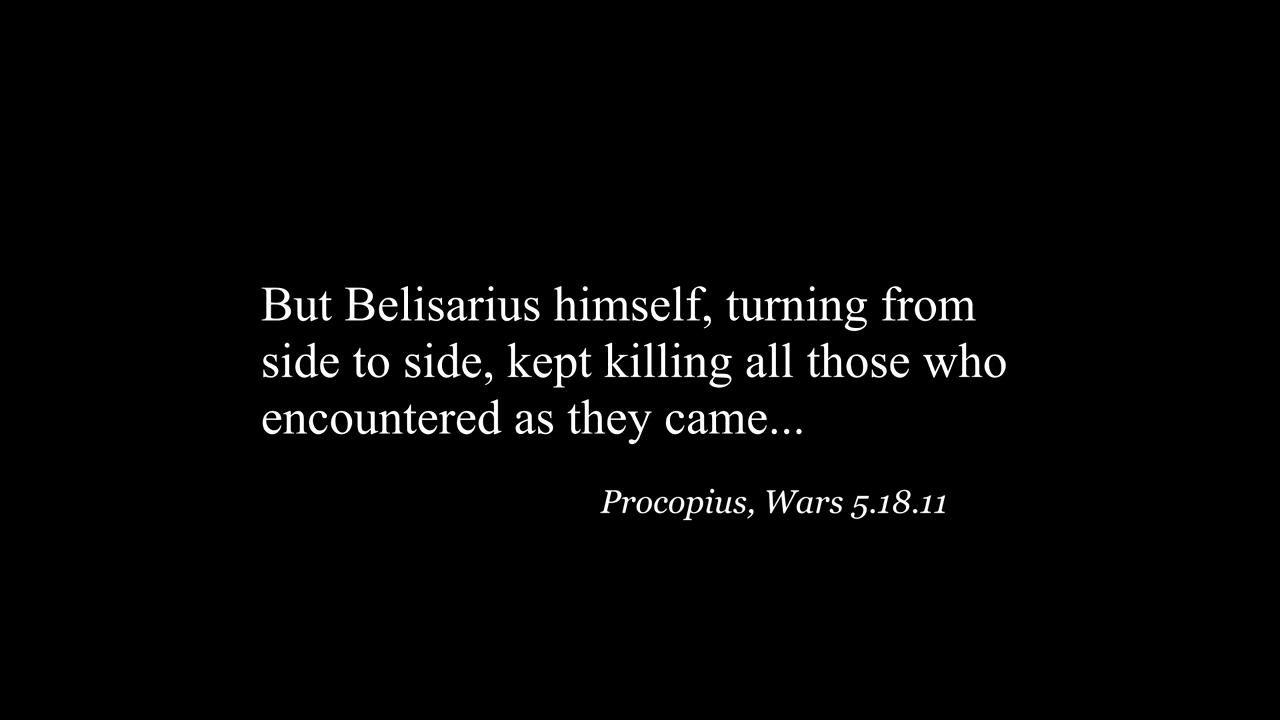 But Belisarius himself, turning from
side to side, kept killing all those who
encountered as they came...
Procopius, Wars 5.18.11